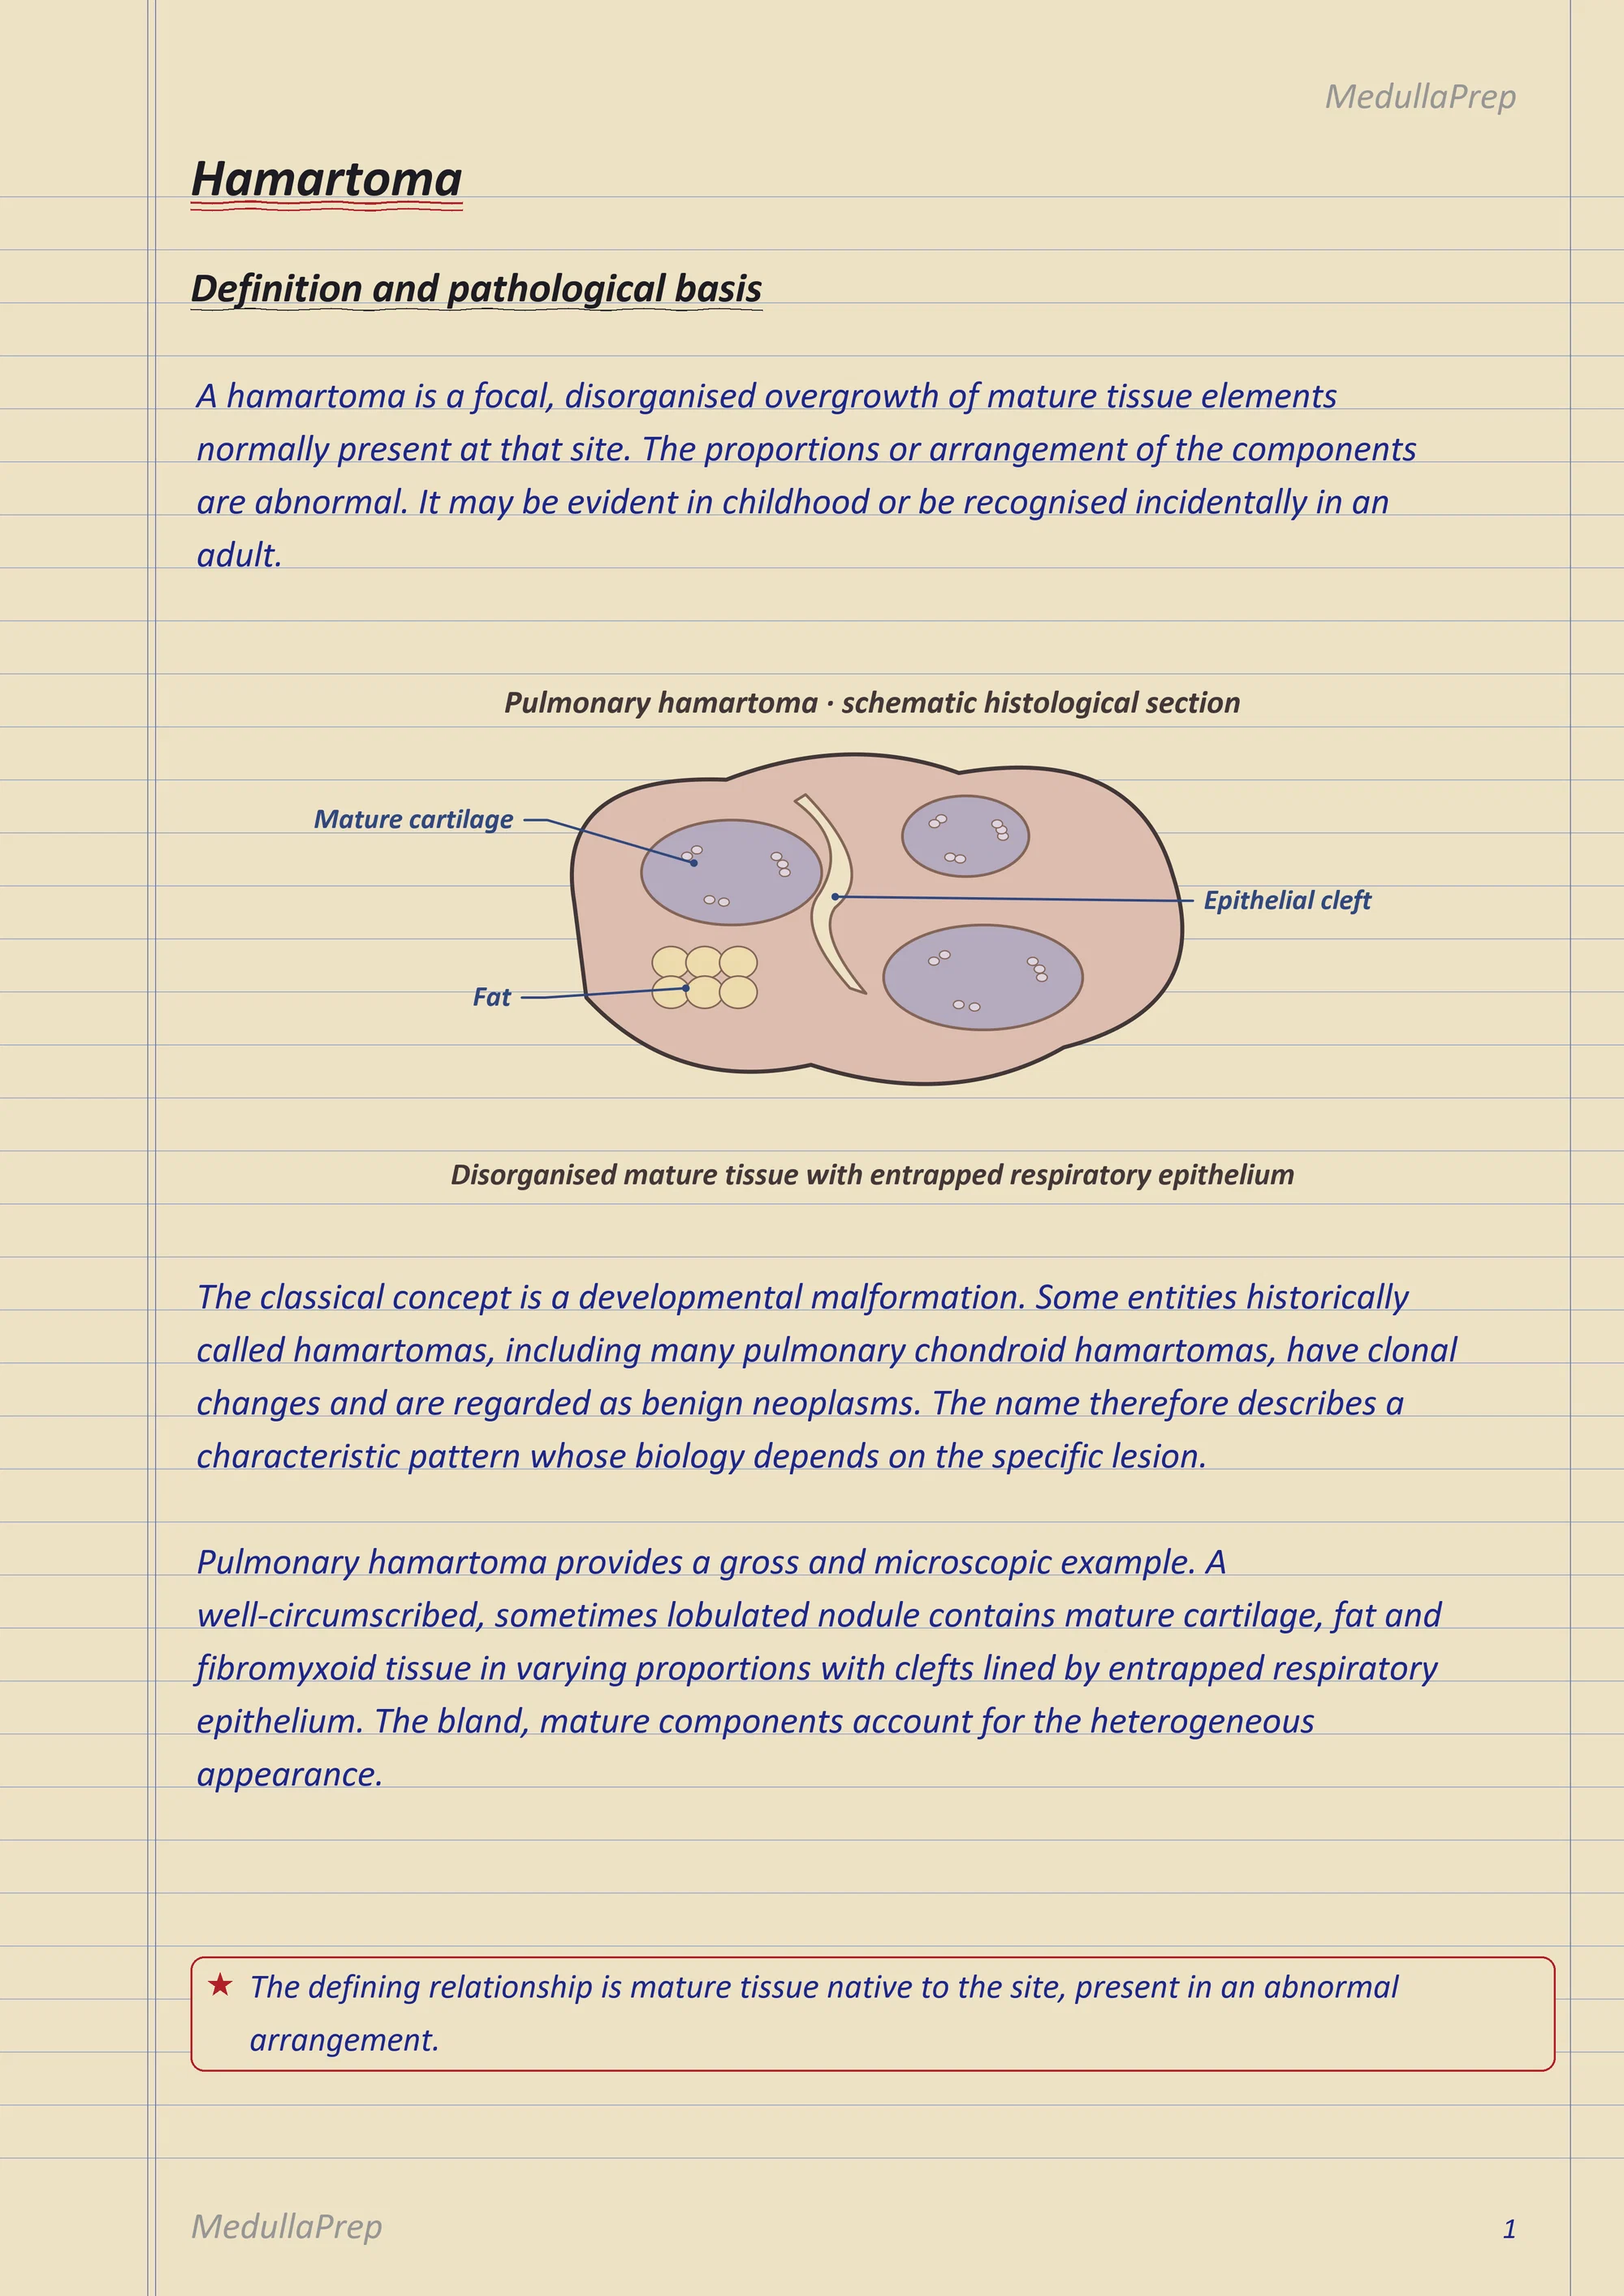 MedullaPrep
Hamartoma
Definition and pathological basis
A hamartoma is a focal, disorganised overgrowth of mature tissue elements
normally present at that site. The proportions or arrangement of the components
are abnormal. It may be evident in childhood or be recognised incidentally in an
adult.
Pulmonary hamartoma · schematic histological section
Mature cartilage
Epithelial cleft
Fat
Disorganised mature tissue with entrapped respiratory epithelium
The classical concept is a developmental malformation. Some entities historically
called hamartomas, including many pulmonary chondroid hamartomas, have clonal
changes and are regarded as benign neoplasms. The name therefore describes a
characteristic pattern whose biology depends on the specific lesion.
Pulmonary hamartoma provides a gross and microscopic example. A
well-circumscribed, sometimes lobulated nodule contains mature cartilage, fat and
fibromyxoid tissue in varying proportions with clefts lined by entrapped respiratory
epithelium. The bland, mature components account for the heterogeneous
appearance.
★ The defining relationship is mature tissue native to the site, present in an abnormal
arrangement.
MedullaPrep
1